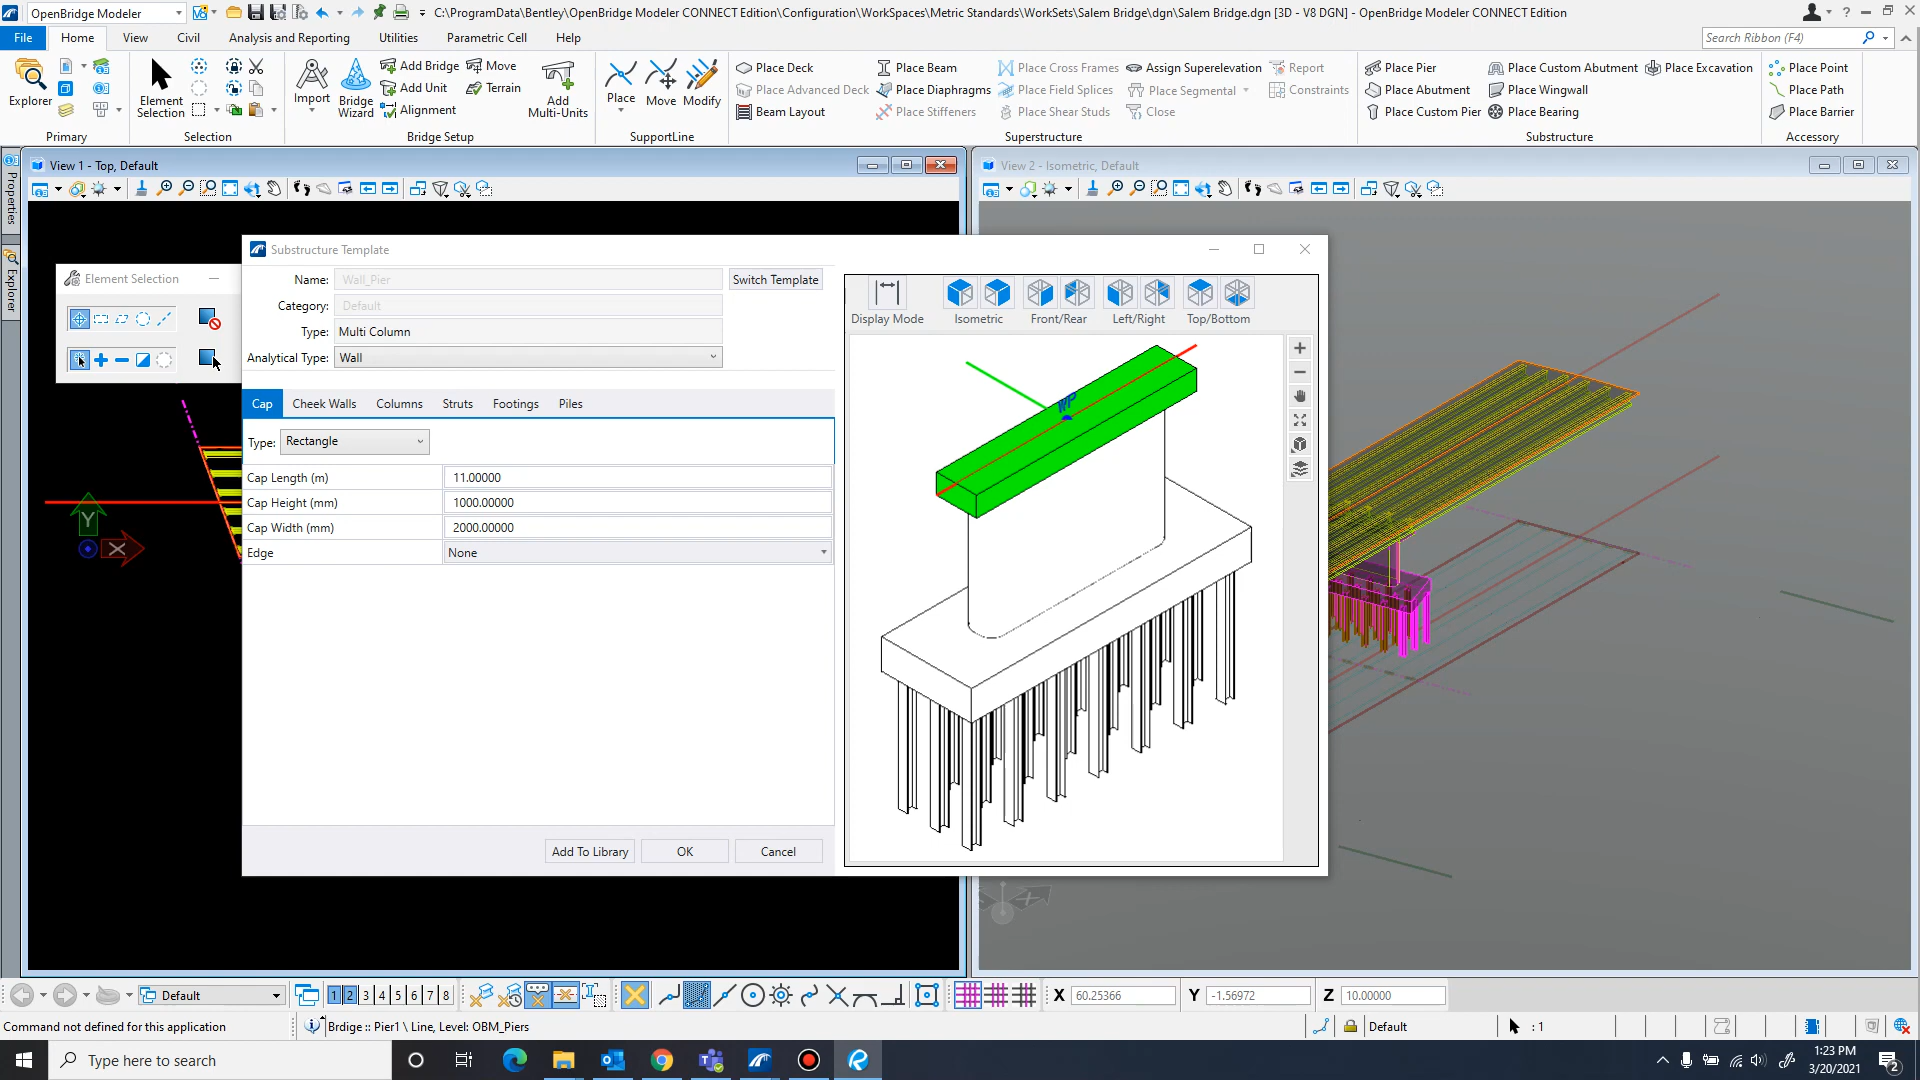 OpenBridge Modeler
C:\ProgramData\Bentley\OpenBridge Modeler CONNECT Edition\Configuration\WorkSpaces\Metric Standards\WorkSets\Salem Bridge\dgn\Salem Bridge.dgn [3D - V8 DGN] - OpenBridge Modeler CONNECT Edition
File Home View Civil Analysis and Reporting Utilities Parametric Cell Help
Search Ribbon (F4)
Explorer
Primary
Element Selection
Selection
Import
Bridge Wizard
Add Bridge
Add Unit
Alignment
Move
Terrain
Add Multi-Units
Bridge Setup
Place
Move
Modify
SupportLine
Place Deck
Place Advanced Deck
Beam Layout
Place Beam
Place Diaphragms
Place Stiffeners
Place Cross Frames
Place Field Splices
Place Shear Studs
Assign Superelevation
Place Segmental
Close
Report
Constraints
Superstructure
Place Pier
Place Abutment
Place Custom Pier
Place Custom Abutment
Place Wingwall
Place Bearing
Place Excavation
Substructure
Place Point
Place Path
Place Barrier
Accessory
Properties
Explorer
View 1 - Top, Default
View 2 - Isometric, Default
Element Selection
Y
X
Substructure Template
Name: Wall_Pier
Switch Template
Category: Default
Type: Multi Column
Analytical Type: Wall
Cap Cheek Walls Columns Struts Footings Piles
Type: Rectangle
Cap Length (m) 11.00000
Cap Height (mm) 1000.00000
Cap Width (mm) 2000.00000
Edge None
Add To Library
OK
Cancel
Display Mode
Isometric
Front/Rear
Left/Right
Top/Bottom
WP
Default
1 2 3 4 5 6 7 8
X 60.25366
Y -1.56972
Z 10.00000
Command not defined for this application
Brdige :: Pier1 \ Line, Level: OBM_Piers
Default
: 1
Type here to search
1:23 PM
3/20/2021
2